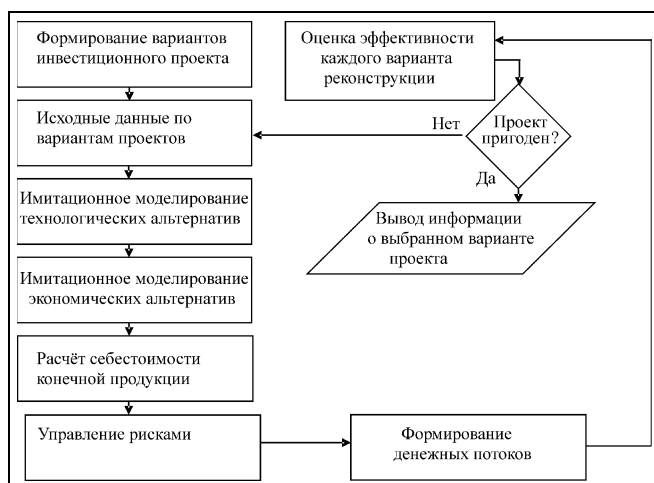 Формирование вариантов
инвестиционного проекта
Исходные данные по
вариантам проектов
Имитационное моделирование
технологических альтернатив
Имитационное моделирование
экономических альтернатив
Расчёт себестоимости
конечной продукции
Управление рисками
Формирование
денежных потоков
Оценка эффективности
каждого варианта
реконструкции
Проект
пригоден?
Нет
Да
Вывод информации
о выбранном варианте
проекта